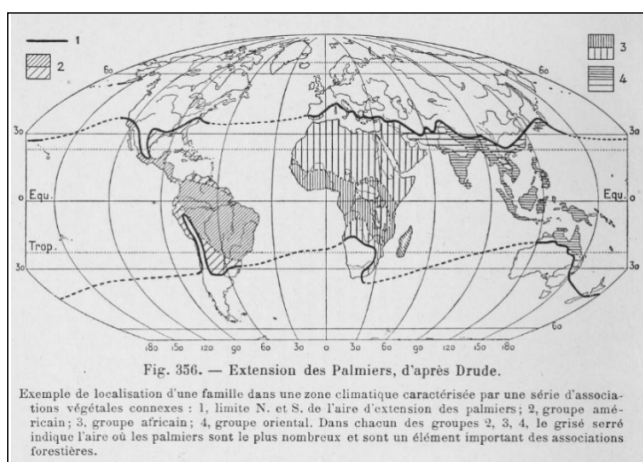 1
2
3
4
60
60
30
30
Equ.
0
0
Equ.
Trop.
30
30
60
180 150 120 90 60 30 0 30 60 90 120 150 180
Fig. 356. — Extension des Palmiers, d'après Drude.
Exemple de localisation d'une famille dans une zone climatique caractérisée par une série d'associa-
tions végétales connexes : 1, limite N. et S. de l'aire d'extension des palmiers ; 2, groupe amé-
ricain ; 3, groupe africain ; 4, groupe oriental. Dans chacun des groupes 2, 3, 4, le grisé serré
indique l'aire où les palmiers sont le plus nombreux et sont un élément important des associations
forestières.